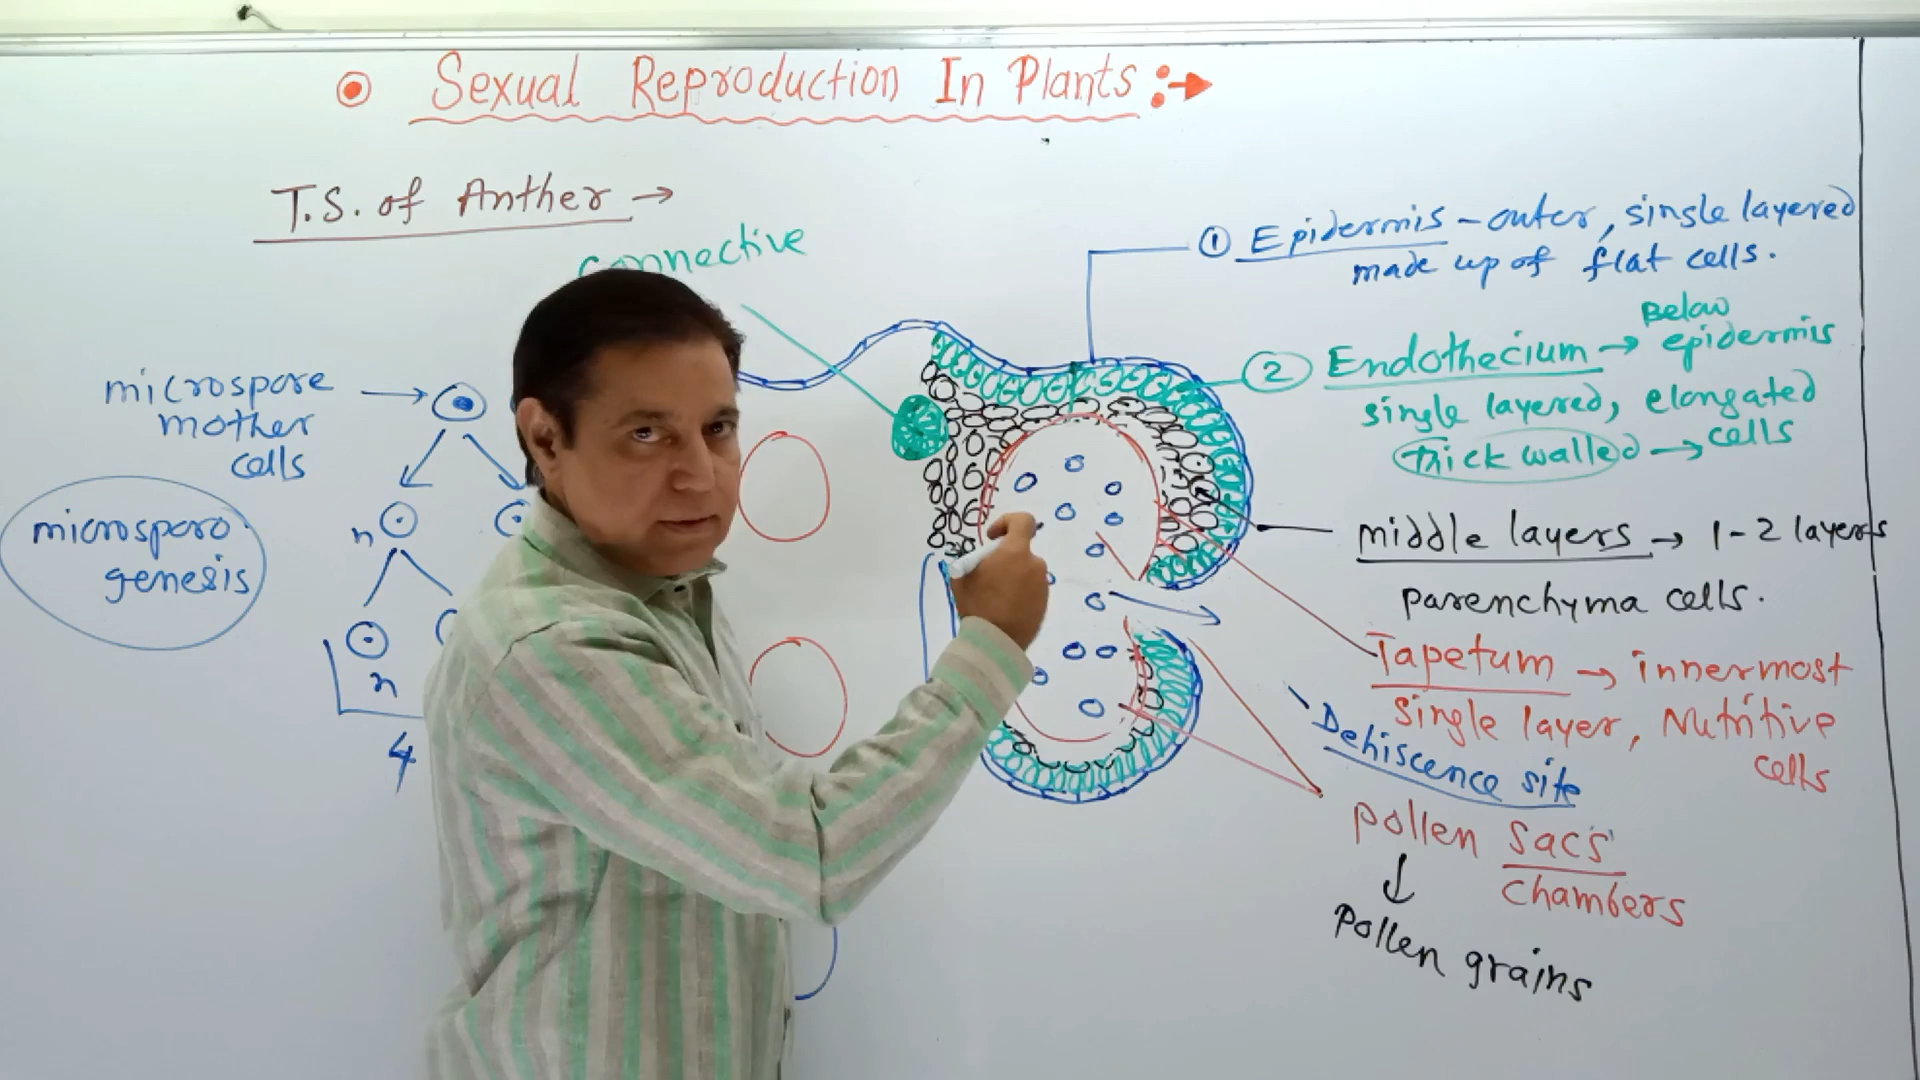 Sexual Reproduction In Plants :→
T.S. of Anther →
Connective
microspore →
mother
cells
microsporo
genesis
n
n
4
① Epidermis - outer, single layered
made up of flat cells.
② Endothecium → Below epidermis
single layered, elongated
Thick walled → cells
middle layers → 1-2 layers
parenchyma cells.
Tapetum → innermost
single layer, Nutritive
cells
Dehiscence site
pollen sacs
chambers
↓
Pollen grains